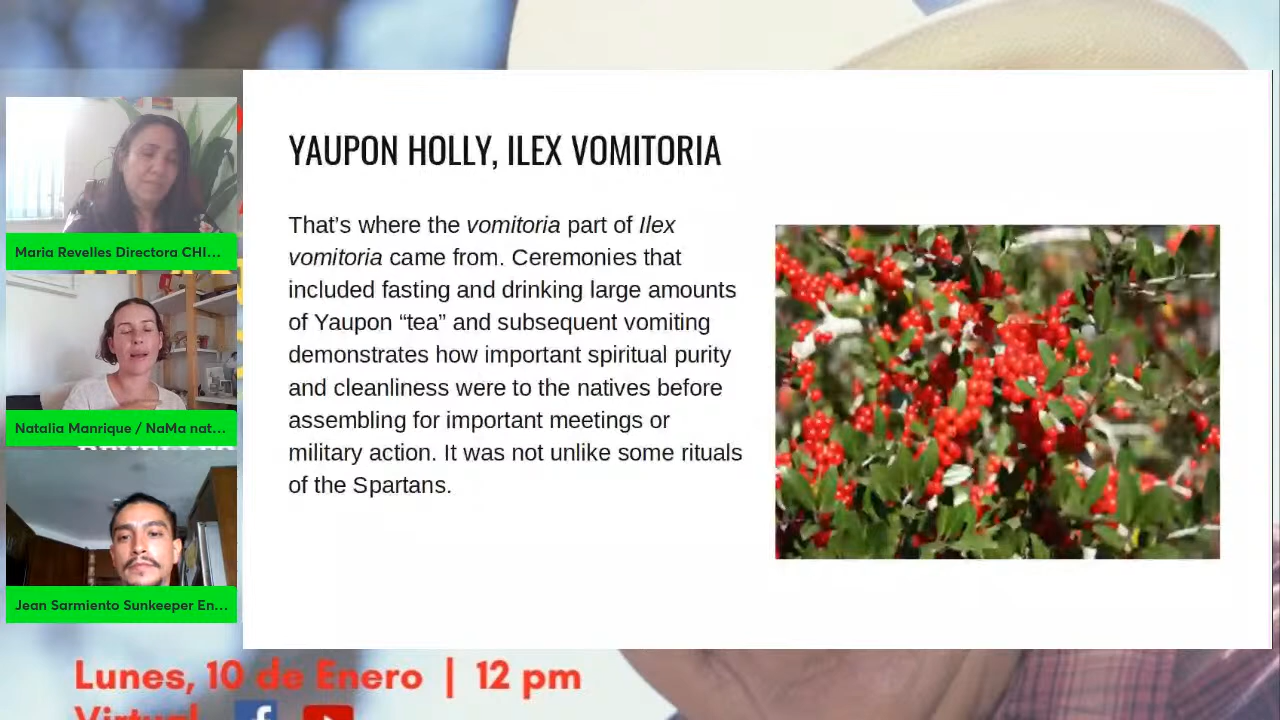 YAUPON HOLLY, ILEX VOMITORIA
That’s where the vomitoria part of Ilex
vomitoria came from. Ceremonies that
included fasting and drinking large amounts
of Yaupon “tea” and subsequent vomiting
demonstrates how important spiritual purity
and cleanliness were to the natives before
assembling for important meetings or
military action. It was not unlike some rituals
of the Spartans.
Maria Revelles Directora CHI...
Natalia Manrique / NaMa nat...
Jean Sarmiento Sunkeeper En...
Lunes, 10 de Enero | 12 pm
Virtual